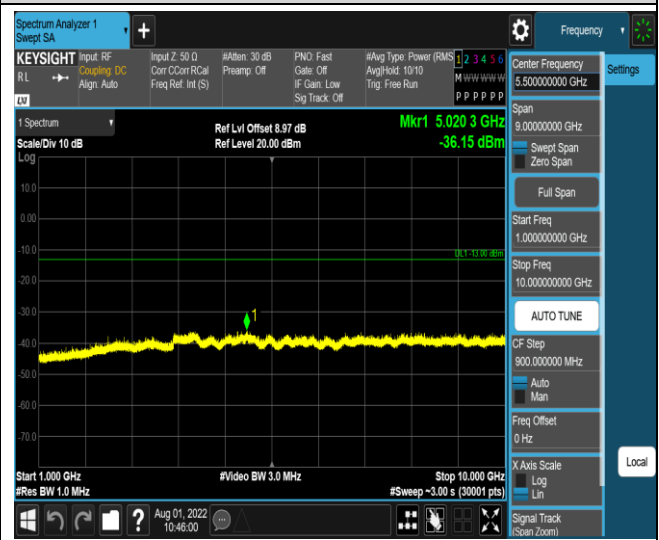 Spectrum Analyzer 1
Swept SA
Frequency
KEYSIGHT
RL
LXI
Input: RF
Coupling: DC
Align: Auto
Input Z: 50 Ω
Corr CCorr RCal
Freq Ref: Int (S)
#Atten: 30 dB
Preamp: Off
PNO: Fast
Gate: Off
IF Gain: Low
Sig Track: Off
#Avg Type: Power (RMS
Avg|Hold: 10/10
Trig: Free Run
1 2 3 4 5 6
M W W W W W
P P P P P P
1 Spectrum
Scale/Div 10 dB
Log
Ref Lvl Offset 8.97 dB
Ref Level 20.00 dBm
Mkr1 5.020 3 GHz
-36.15 dBm
10.0
0.00
-10.0
DL1 -13.00 dBm
-20.0
-30.0
1
-40.0
-50.0
-60.0
-70.0
Start 1.000 GHz
#Res BW 1.0 MHz
#Video BW 3.0 MHz
Stop 10.000 GHz
#Sweep ~3.00 s (30001 pts)
Aug 01, 2022
10:46:00
?
Center Frequency
5.50000000 GHz
Span
9.00000000 GHz
Swept Span
Zero Span
Full Span
Start Freq
1.000000000 GHz
Stop Freq
10.000000000 GHz
AUTO TUNE
CF Step
900.000000 MHz
Auto
Man
Freq Offset
0 Hz
X Axis Scale
Log
Lin
Signal Track
(Span Zoom)
Settings
Local